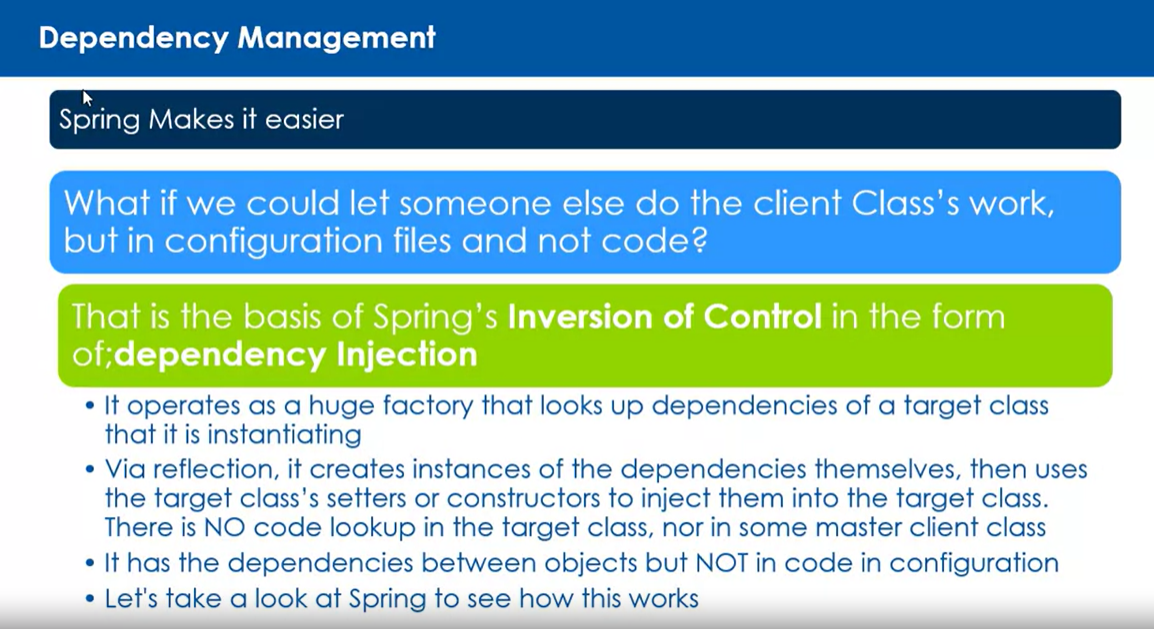 Dependency Management
Spring Makes it easier
What if we could let someone else do the client Class's work,
but in configuration files and not code?
That is the basis of Spring's Inversion of Control in the form
of;dependency Injection
• It operates as a huge factory that looks up dependencies of a target class
that it is instantiating
• Via reflection, it creates instances of the dependencies themselves, then uses
the target class's setters or constructors to inject them into the target class.
There is NO code lookup in the target class, nor in some master client class
• It has the dependencies between objects but NOT in code in configuration
• Let's take a look at Spring to see how this works